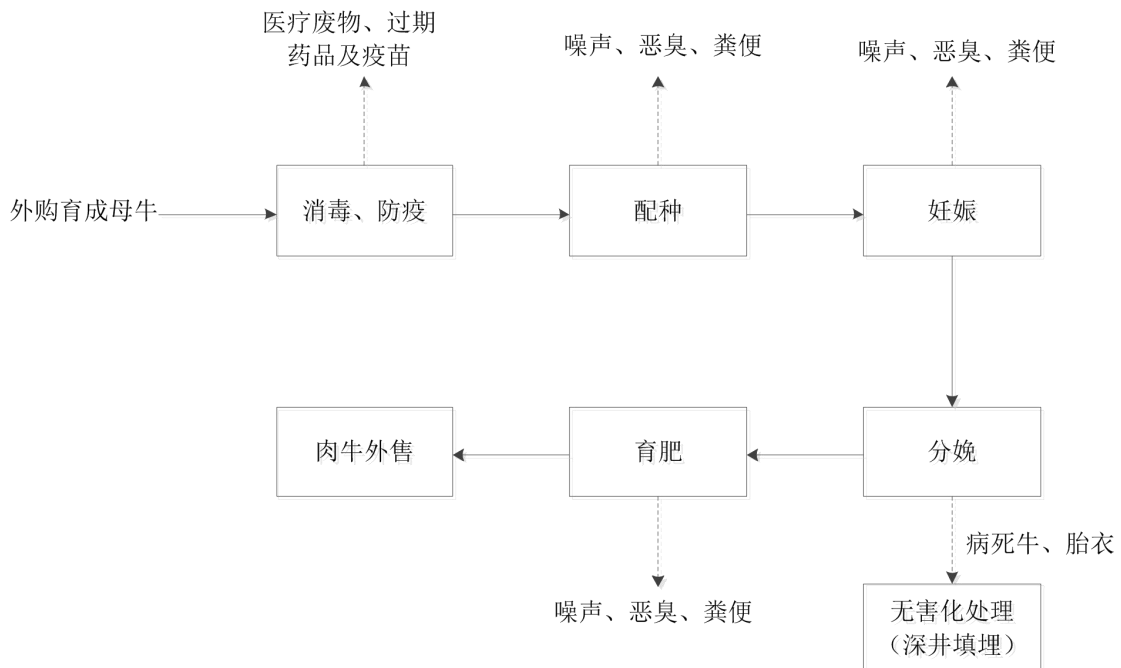 医疗废物、过期
药品及疫苗
噪声、恶臭、粪便
噪声、恶臭、粪便
外购育成母牛
消毒、防疫
配种
妊娠
肉牛外售
育肥
分娩
病死牛、胎衣
噪声、恶臭、粪便
无害化处理
（深井填埋）